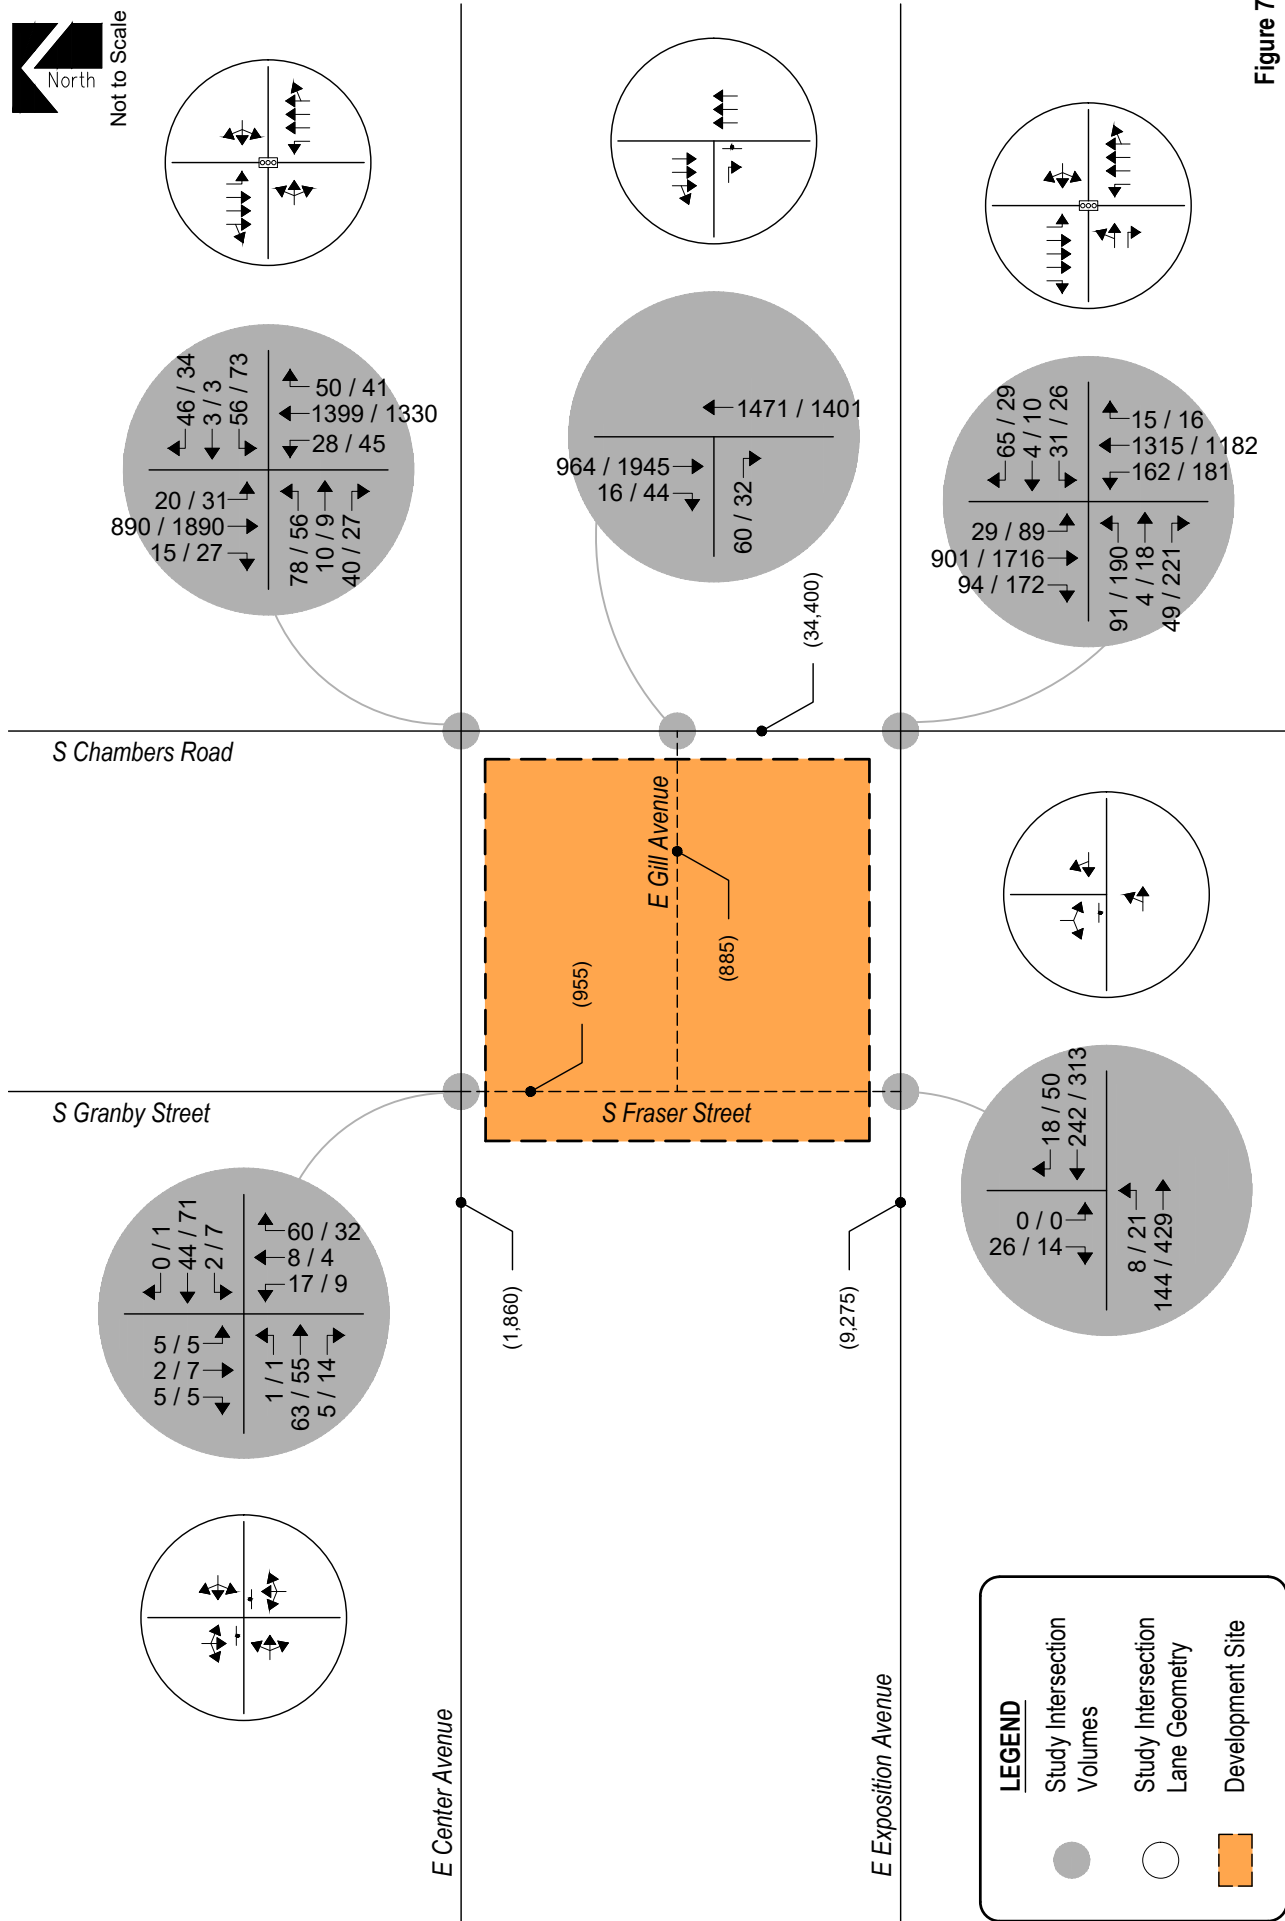 North
Not to Scale
Figure 7
46 / 34
3 / 3
56 / 73
50 / 41
1399 / 1330
28 / 45
20 / 31
890 / 1890
15 / 27
78 / 56
10 / 9
40 / 27
1471 / 1401
964 / 1945
16 / 44
60 / 32
65 / 29
4 / 10
31 / 26
15 / 16
1315 / 1182
162 / 181
29 / 89
901 / 1716
94 / 172
91 / 190
4 / 18
49 / 221
(34,400)
S Chambers Road
E Gill Avenue
(885)
(955)
S Granby Street
S Fraser Street
0 / 1
44 / 71
2 / 7
60 / 32
8 / 4
17 / 9
5 / 5
2 / 7
5 / 5
1 / 1
63 / 55
5 / 14
18 / 50
242 / 313
0 / 0
26 / 14
8 / 21
144 / 429
(1,860)
(9,275)
E Center Avenue
E Exposition Avenue
LEGEND
Study Intersection
Volumes
Study Intersection
Lane Geometry
Development Site